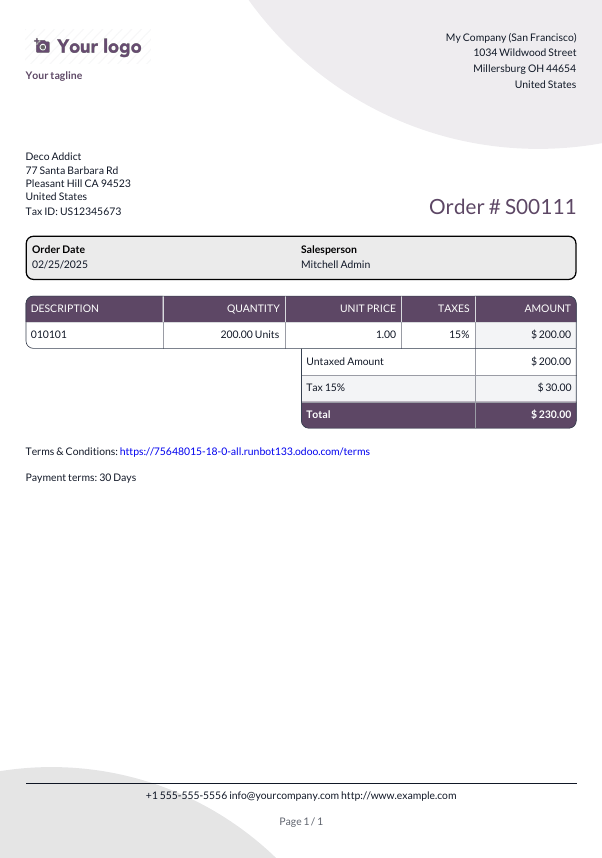 Your logo
Your tagline
My Company (San Francisco)
1034 Wildwood Street
Millersburg OH 44654
United States
Deco Addict
77 Santa Barbara Rd
Pleasant Hill CA 94523
United States
Tax ID: US12345673
Order # S00111
Order Date Salesperson
02/25/2025 Mitchell Admin
DESCRIPTION QUANTITY UNIT PRICE TAXES AMOUNT
010101 200.00 Units 1.00 15% $ 200.00
Untaxed Amount $ 200.00
Tax 15% $ 30.00
Total $ 230.00
Terms & Conditions: https://75648015-18-0-all.runbot133.odoo.com/terms
Payment terms: 30 Days
+1 555-555-5556 info@yourcompany.com http://www.example.com
Page 1 / 1